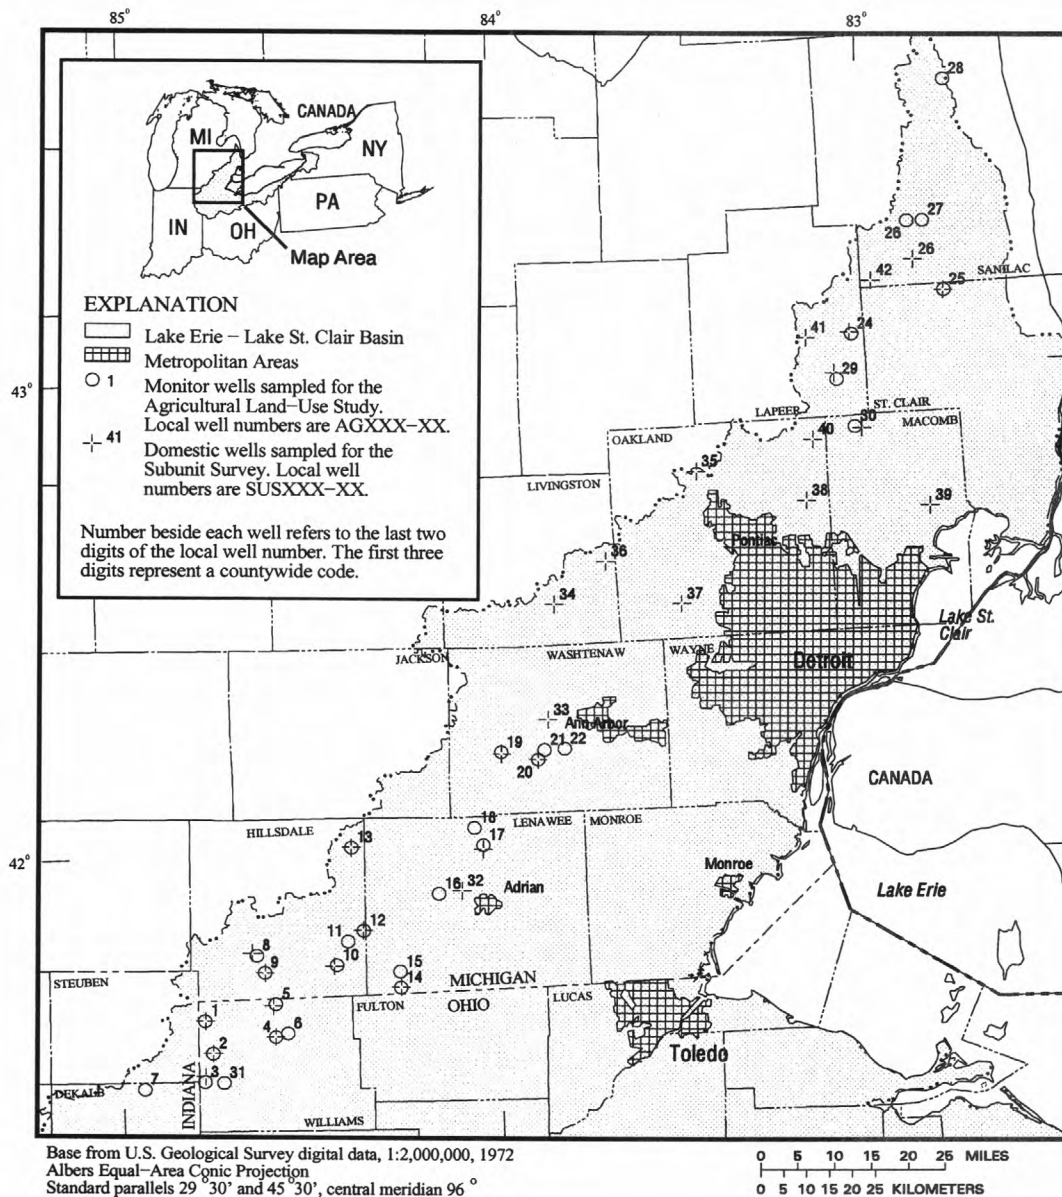 85°
84°
83°
CANADA
MI
NY
PA
IN
OH
Map Area
EXPLANATION
Lake Erie – Lake St. Clair Basin
Metropolitan Areas
1
Monitor wells sampled for the
Agricultural Land–Use Study.
Local well numbers are AGXXX–XX.
41
Domestic wells sampled for the
Subunit Survey. Local well
numbers are SUSXXX–XX.
Number beside each well refers to the last two
digits of the local well number. The first three
digits represent a countywide code.
28
27
26
26
42
SANILAC
25
41
24
43°
29
LAPEER
ST. CLAIR
30
MACOMB
40
OAKLAND
35
LIVINGSTON
38
39
Pontiac
36
34
37
Lake St.
Clair
JACKSON
WASHTENAW
WAYNE
Detroit
33
Ann Arbor
19
21
22
20
CANADA
HILLSDALE
18
LENAWEE
MONROE
13
17
42°
Monroe
16
32
Adrian
Lake Erie
12
11
8
10
15
9
14
STEUBEN
MICHIGAN
5
FULTON
OHIO
LUCAS
1
4
6
Toledo
2
7
3
31
DEKALB
INDIANA
WILLIAMS
Base from U.S. Geological Survey digital data, 1:2,000,000, 1972
Albers Equal–Area Conic Projection
Standard parallels 29°30' and 45°30', central meridian 96°
0 5 10 15 20 25 MILES
0 5 10 15 20 25 KILOMETERS